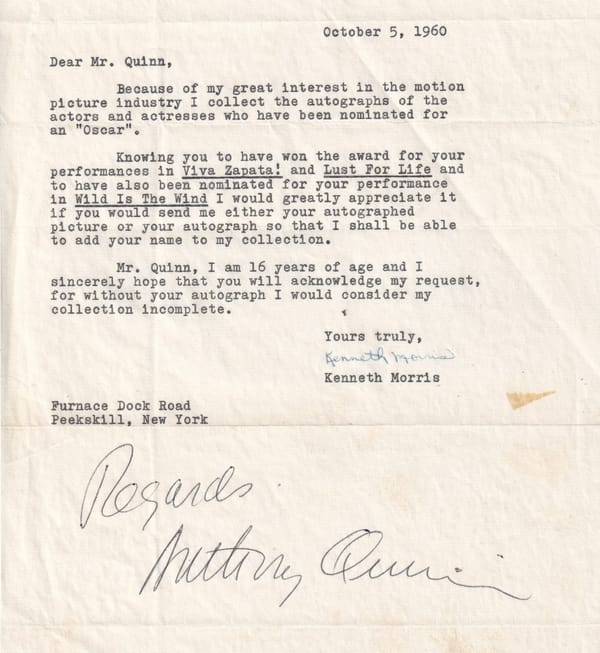 October 5, 1960
Dear Mr. Quinn,
Because of my great interest in the motion
picture industry I collect the autographs of the
actors and actresses who have been nominated for
an "Oscar".
Knowing you to have won the award for your
performances in Viva Zapata! and Lust For Life and
to have also been nominated for your performance
in Wild Is The Wind I would greatly appreciate it
if you would send me either your autographed
picture or your autograph so that I shall be able
to add your name to my collection.
Mr. Quinn, I am 16 years of age and I
sincerely hope that you will acknowledge my request,
for without your autograph I would consider my
collection incomplete.
Yours truly,
Kenneth Morris
Kenneth Morris
Furnace Dock Road
Peekskill, New York
Regards.
Anthony Quinn